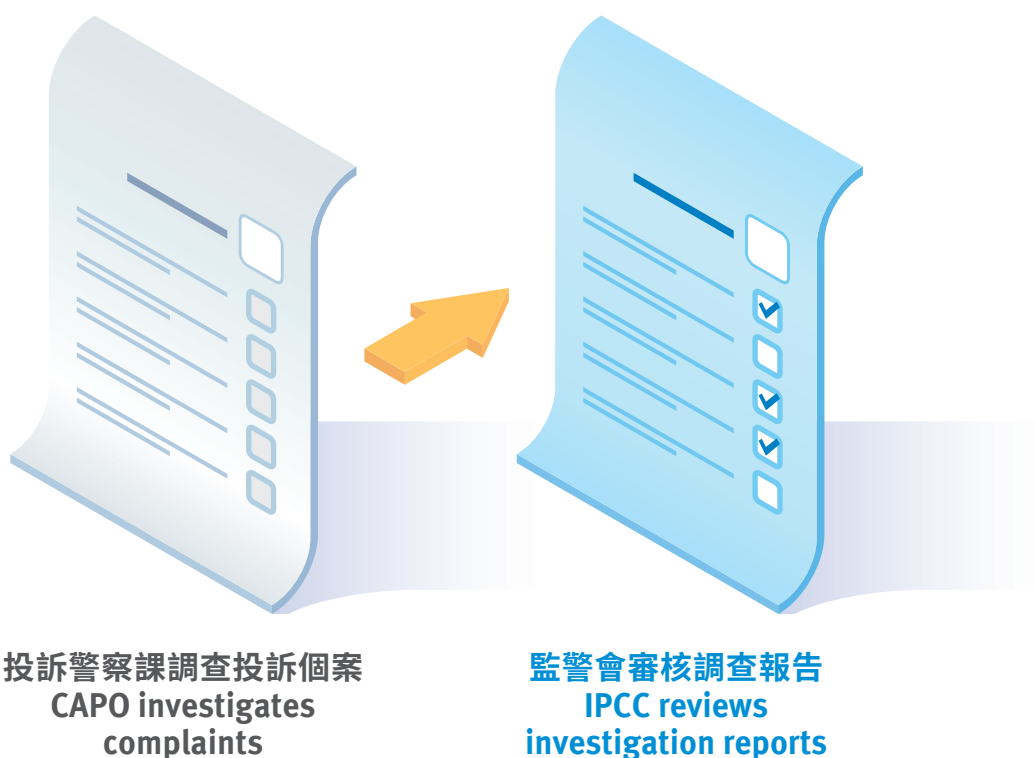 投訴警察課調查投訴個案
CAPO investigates
complaints
監警會審核調查報告
IPCC reviews
investigation reports